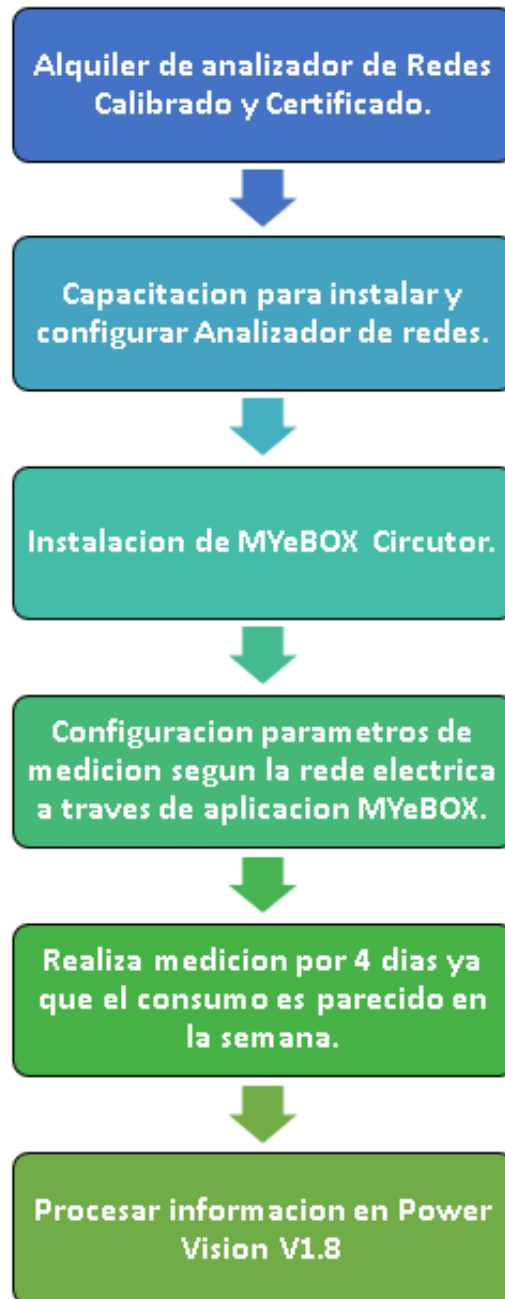 Alquiler de analizador de Redes
Calibrado y Certificado.
Capacitacion para instalar y
configurar Analizador de redes.
Instalacion de MYeBOX Circutor.
Configuracion parametros de
medicion segun la rede electrica
a traves de aplicacion MYeBOX.
Realiza medicion por 4 dias ya
que el consumo es parecido en
la semana.
Procesar informacion en Power
Vision V1.8